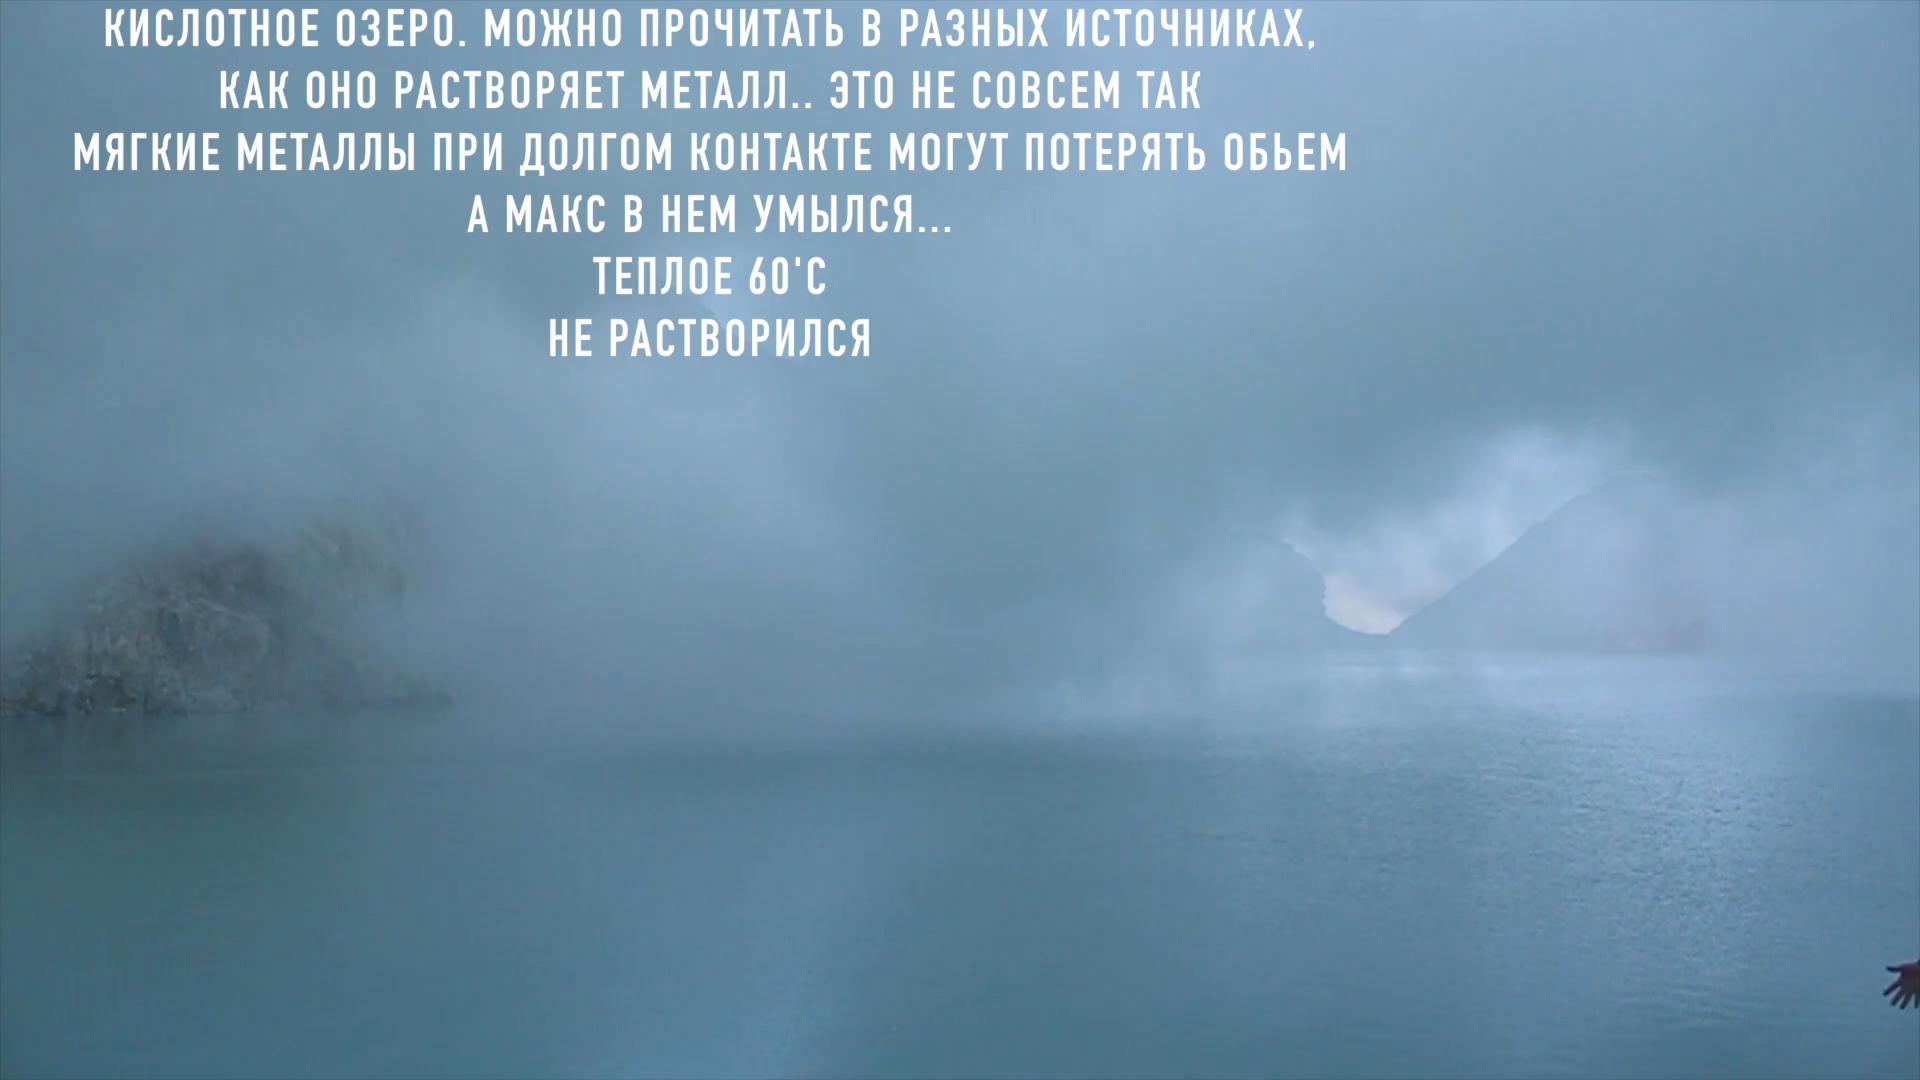 КИСЛОТНОЕ ОЗЕРО. МОЖНО ПРОЧИТАТЬ В РАЗНЫХ ИСТОЧНИКАХ,
КАК ОНО РАСТВОРЯЕТ МЕТАЛЛ.. ЭТО НЕ СОВСЕМ ТАК
МЯГКИЕ МЕТАЛЛЫ ПРИ ДОЛГОМ КОНТАКТЕ МОГУТ ПОТЕРЯТЬ ОБЬЕМ
А МАКС В НЕМ УМЫЛСЯ...
ТЕПЛОЕ 60'С
НЕ РАСТВОРИЛСЯ